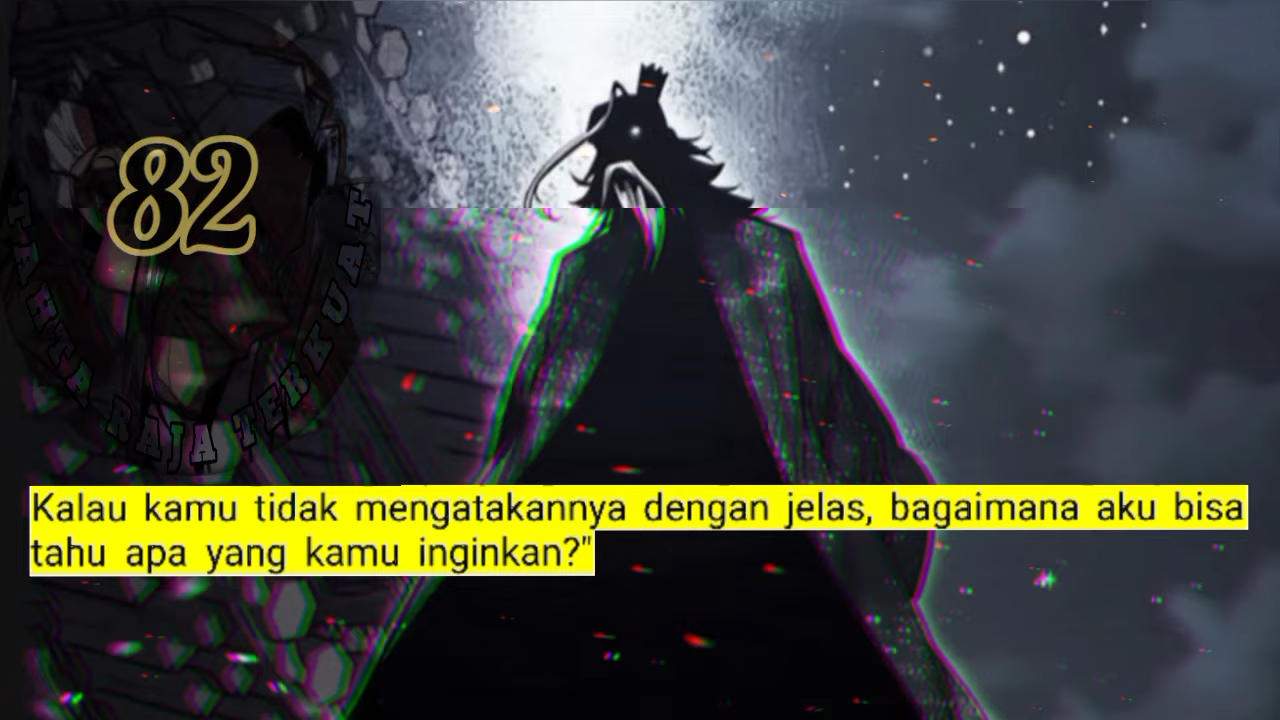 82
TAHTA RAJA TERKUAT
Kalau kamu tidak mengatakannya dengan jelas, bagaimana aku bisa
tahu apa yang kamu inginkan?"